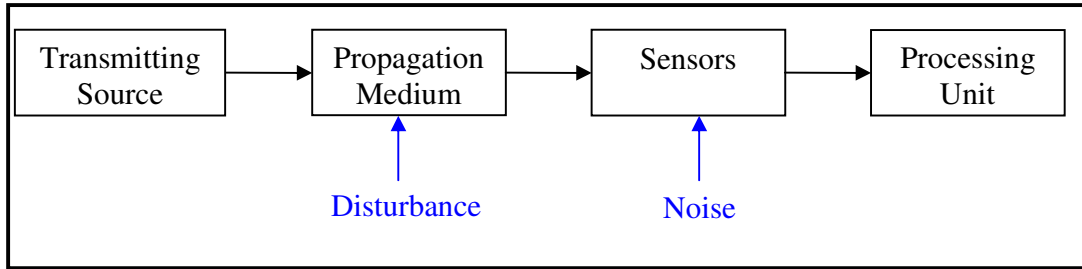 Transmitting
Source
Propagation
Medium
Sensors
Processing
Unit
Disturbance
Noise